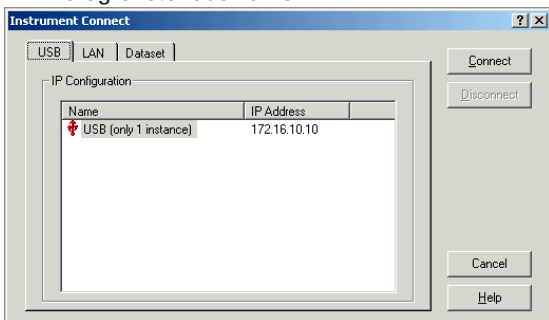 Instrument Connect
USB LAN Dataset
Connect
IP Configuration
Disconnect
Name IP Address
USB (only 1 instance) 172.16.10.10
Cancel
Help